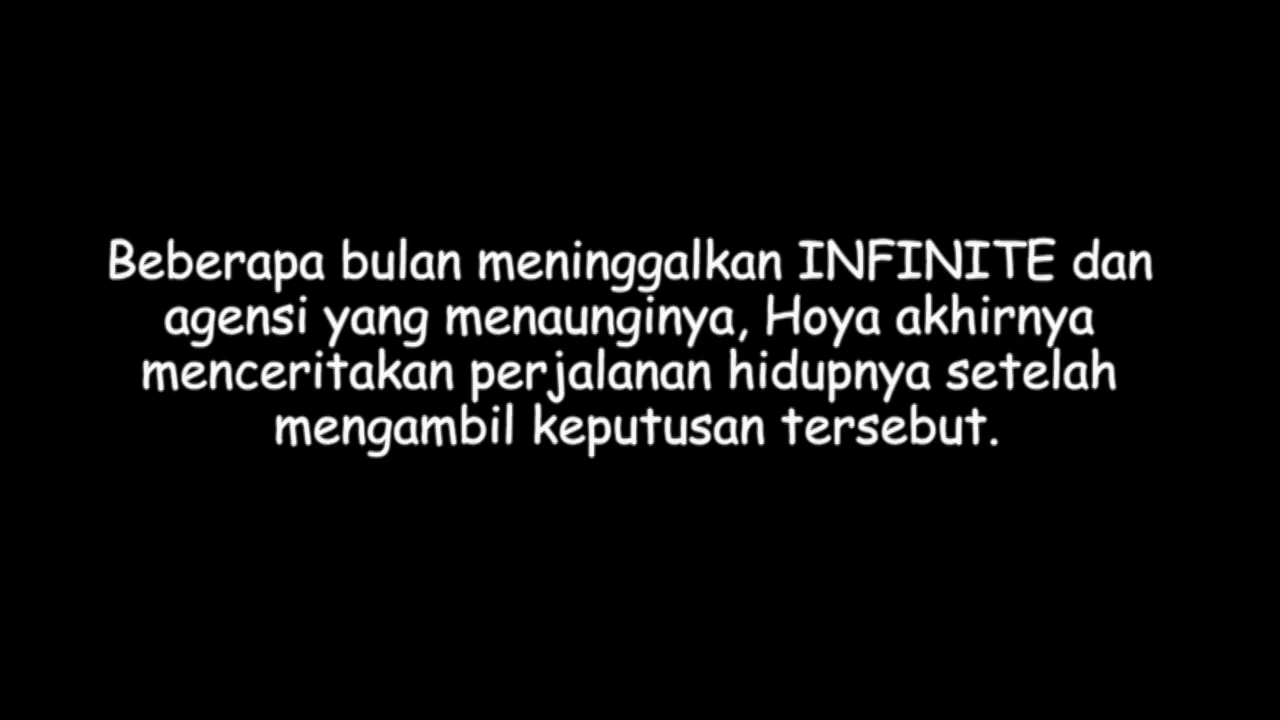 Beberapa bulan meninggalkan INFINITE dan
agensi yang menaunginya, Hoya akhirnya
menceritakan perjalanan hidupnya setelah
mengambil keputusan tersebut.